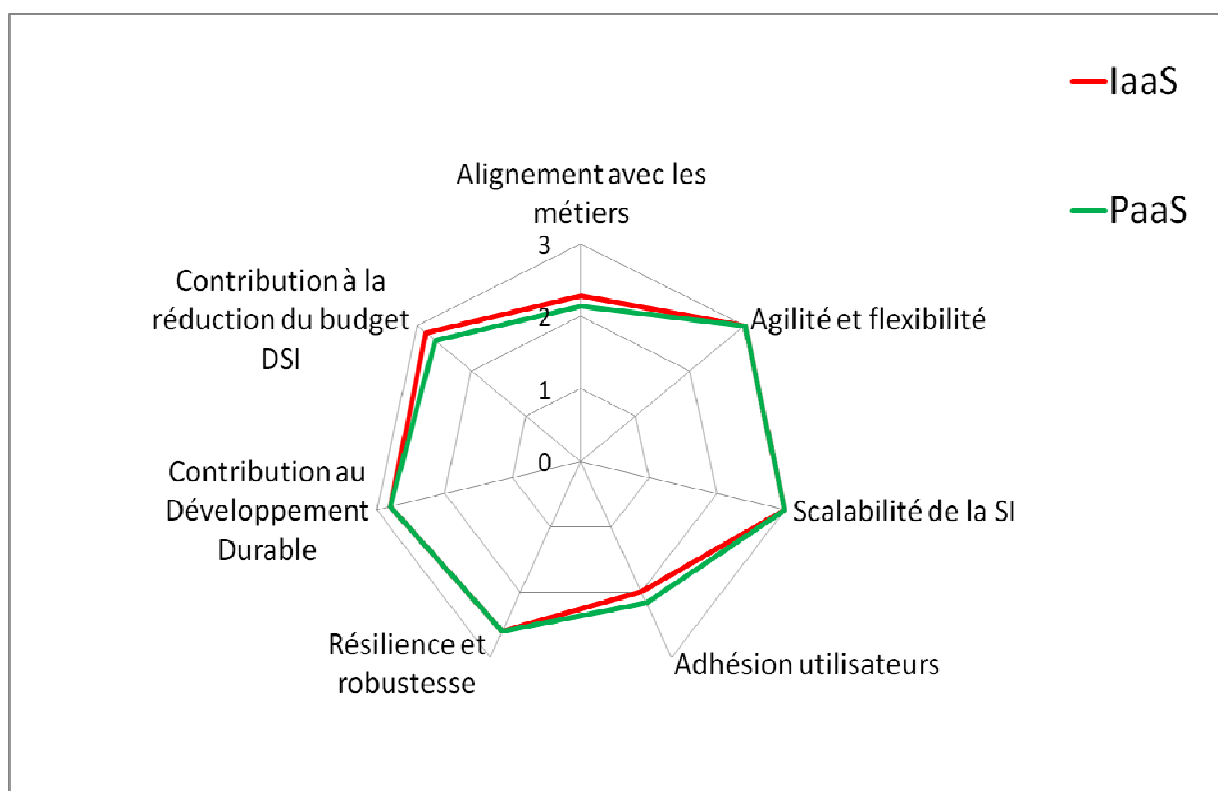 IaaS
PaaS
Alignement avec les
métiers
3
2
1
0
Agilité et flexibilité
Scalabilité de la SI
Adhésion utilisateurs
Résilience et
robustesse
Contribution au
Développement
Durable
Contribution à la
réduction du budget
DSI